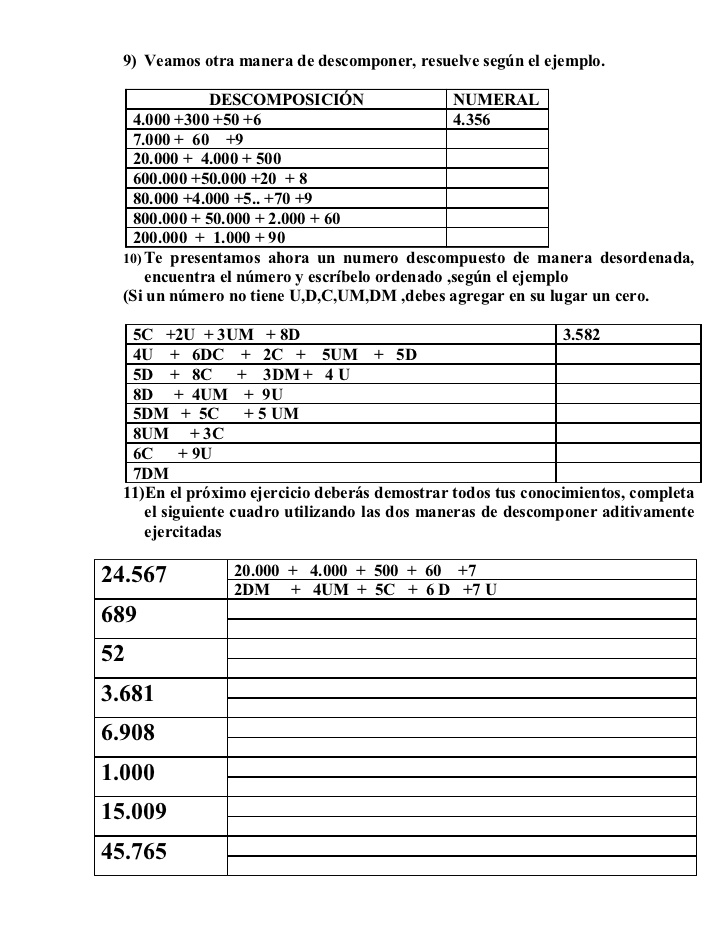 9) Veamos otra manera de descomponer, resuelve según el ejemplo.
DESCOMPOSICIÓN NUMERAL
4.000 +300 +50 +6 4.356
7.000 + 60 +9
20.000 + 4.000 + 500
600.000 +50.000 +20 + 8
80.000 +4.000 +5.. +70 +9
800.000 + 50.000 + 2.000 + 60
200.000 + 1.000 + 90
10) Te presentamos ahora un numero descompuesto de manera desordenada,
encuentra el número y escríbelo ordenado ,según el ejemplo
(Si un número no tiene U,D,C,UM,DM ,debes agregar en su lugar un cero.
5C +2U + 3UM + 8D 3.582
4U + 6DC + 2C + 5UM + 5D
5D + 8C + 3DM + 4 U
8D + 4UM + 9U
5DM + 5C + 5 UM
8UM + 3C
6C + 9U
7DM
11)En el próximo ejercicio deberás demostrar todos tus conocimientos, completa
el siguiente cuadro utilizando las dos maneras de descomponer aditivamente
ejercitadas
24.567 20.000 + 4.000 + 500 + 60 +7
2DM + 4UM + 5C + 6 D +7 U
689
52
3.681
6.908
1.000
15.009
45.765